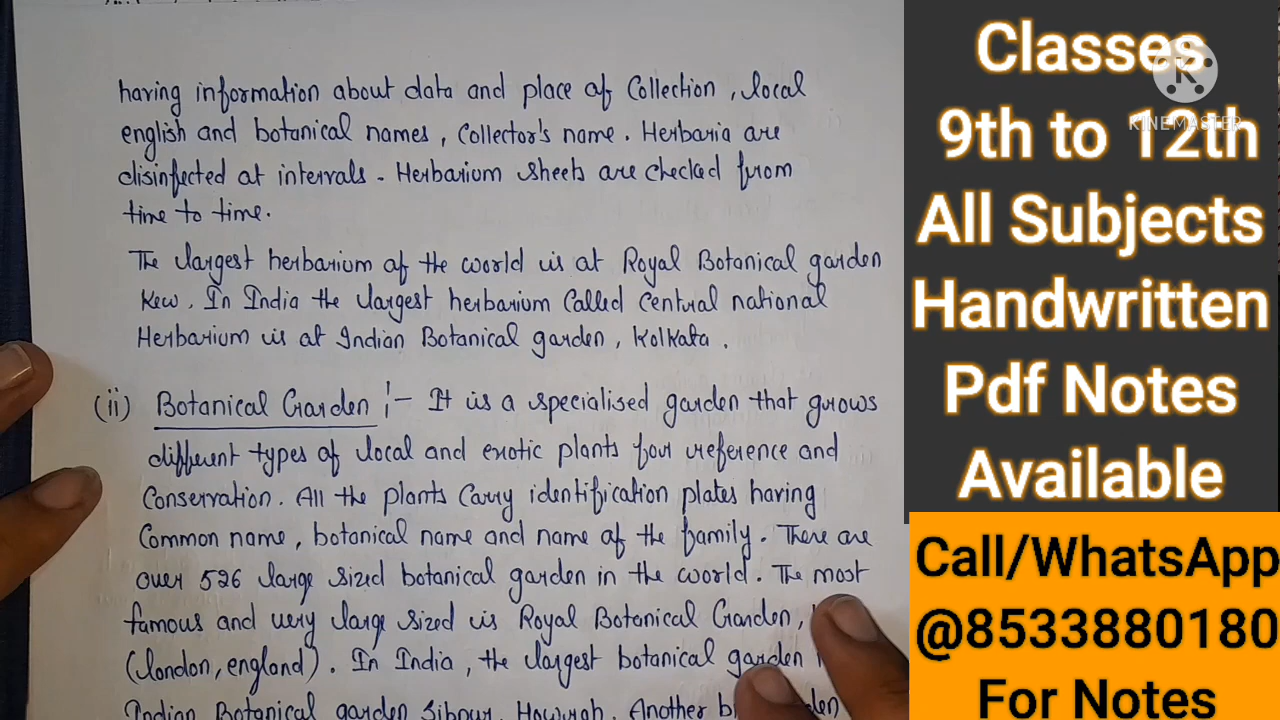 having information about data and place of Collection, local
english and botanical names, Collector's name. Herbaria are
disinfected at intervals. Herbarium sheets are checked from
time to time.
The largest herbarium of the world is at Royal Botanical garden
Kew. In India the largest herbarium Called Central national
Herbarium is at Indian Botanical garden, Kolkata.
(ii) Botanical Garden :- It is a specialised garden that grows
different types of local and exotic plants for reference and
Conservation. All the plants Carry identification plates having
Common name, botanical name and name of the family. There are
over 526 large sized botanical garden in the world. The most
famous and very large sized is Royal Botanical Garden,
(london, england). In India, the largest botanical garden
Indian Botanical garden Sibpur, Howrah. Another
Classes
9th to 12th
All Subjects
Handwritten
Pdf Notes
Available
Call/WhatsApp
@8533880180
For Notes
K
KINEMASTER